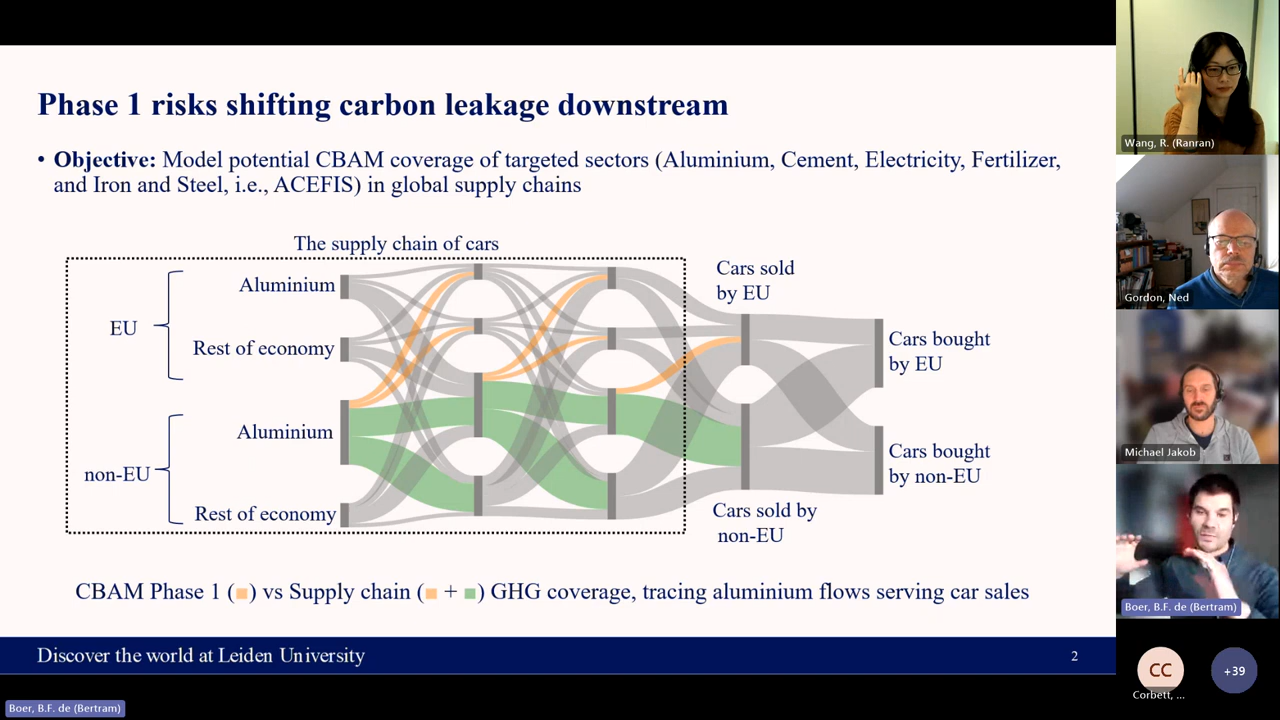 Phase 1 risks shifting carbon leakage downstream
• Objective: Model potential CBAM coverage of targeted sectors (Aluminium, Cement, Electricity, Fertilizer,
and Iron and Steel, i.e., ACEFIS) in global supply chains
The supply chain of cars
EU
Aluminium
Rest of economy
non-EU
Aluminium
Rest of economy
Cars sold
by EU
Cars sold by
non-EU
Cars bought
by EU
Cars bought
by non-EU
CBAM Phase 1 (■) vs Supply chain (■ + ■) GHG coverage, tracing aluminium flows serving car sales
Discover the world at Leiden University
2
Wang, R. (Ranran)
Gordon, Ned
Michael Jakob
Boer, B.F. de (Bertram)
CC
Corbett, ...
+39
Boer, B.F. de (Bertram)